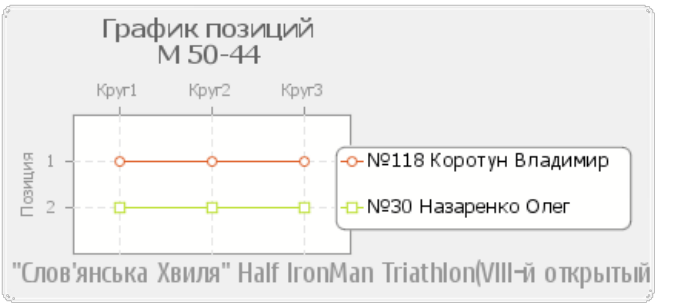 График позиций
М 50-44
Круг1 Круг2 Круг3
Позиция
1
2
№118 Коротун Владимир
№30 Назаренко Олег
"Слов'янська Хвиля" Half IronMan Triathlon(VIII-й открытый